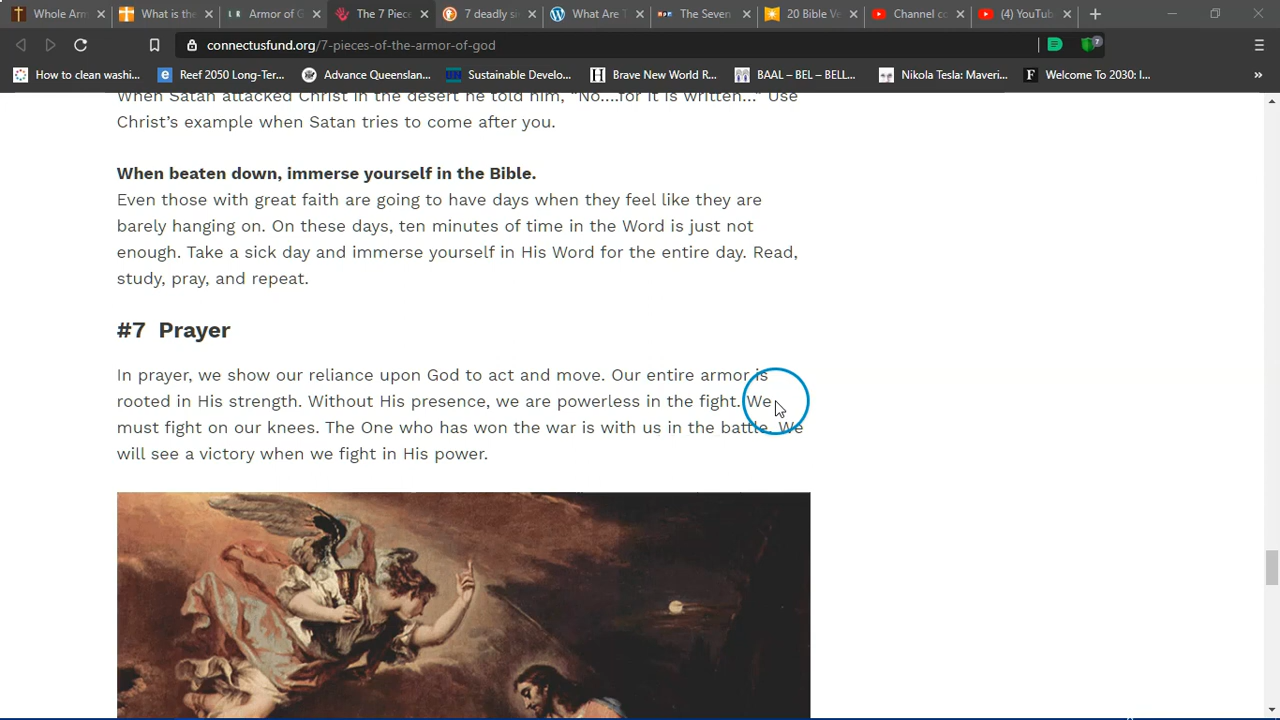 Whole Arm
What is the
Armor of G
The 7 Piece
7 deadly si
What Are T
The Seven
20 Bible Ve
Channel co
(4) YouTub
connectusfund.org/7-pieces-of-the-armor-of-god
7
How to clean washi...
Reef 2050 Long-Ter...
Advance Queenslan...
Sustainable Develo...
Brave New World R...
BAAL – BEL – BELL...
Nikola Tesla: Maveri...
Welcome To 2030: I...
When Satan attacked Christ in the desert he told him, “No....for it is written...” Use
Christ’s example when Satan tries to come after you.
When beaten down, immerse yourself in the Bible.
Even those with great faith are going to have days when they feel like they are
barely hanging on. On these days, ten minutes of time in the Word is just not
enough. Take a sick day and immerse yourself in His Word for the entire day. Read,
study, pray, and repeat.
#7 Prayer
In prayer, we show our reliance upon God to act and move. Our entire armor is
rooted in His strength. Without His presence, we are powerless in the fight. We
must fight on our knees. The One who has won the war is with us in the battle. We
will see a victory when we fight in His power.